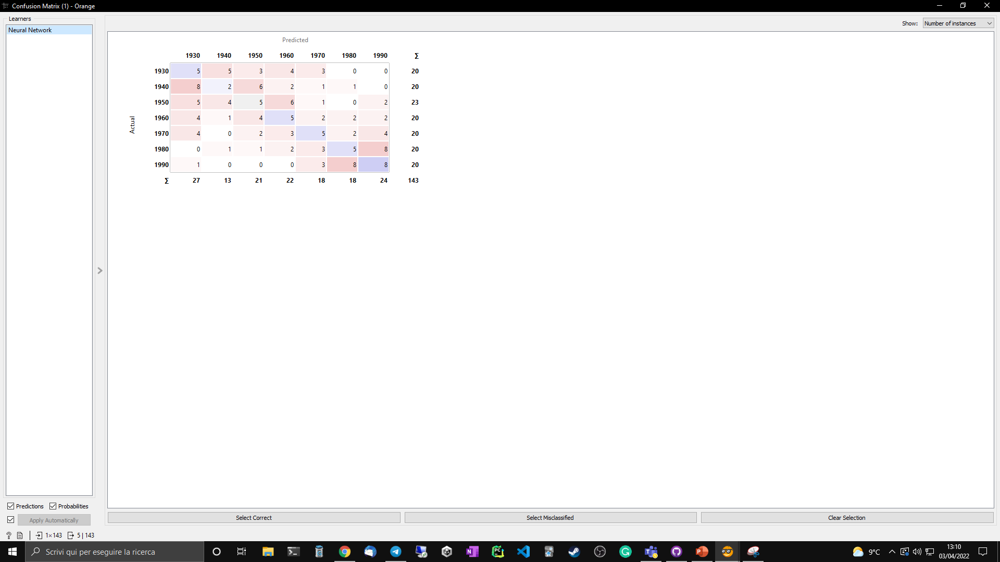 Confusion Matrix (1) - Orange
Learners
Neural Network
Show: Number of instances
Predicted
1930 1940 1950 1960 1970 1980 1990 ∑
1930 5 5 3 4 3 0 0 20
1940 8 2 6 2 1 1 0 20
1950 5 4 5 6 1 0 2 23
Actual
1960 4 1 4 5 2 2 2 20
1970 4 0 2 3 5 2 4 20
1980 0 1 1 2 3 5 8 20
1990 1 0 0 0 3 8 8 20
∑ 27 13 21 22 18 18 24 143
Predictions Probabilities
Apply Automatically
Select Correct Select Misclassified Clear Selection
? 1×143 5 | 143
Scrivi qui per eseguire la ricerca
9°C
13:10
03/04/2022